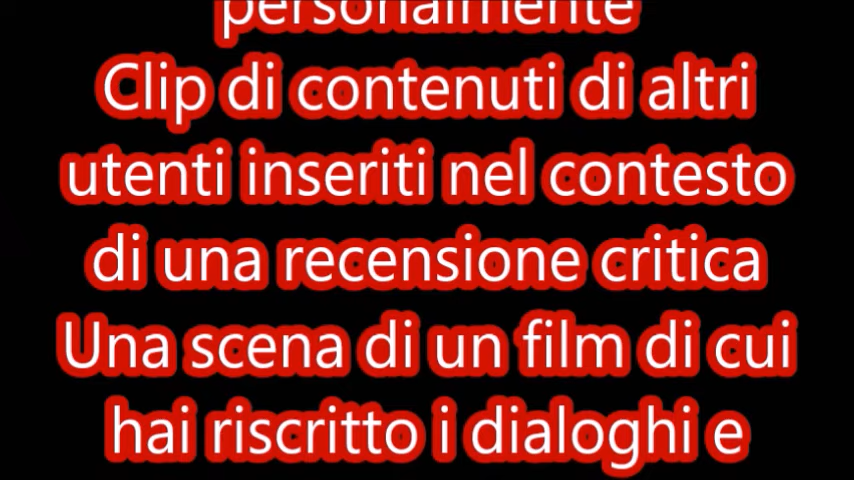 personalmente
Clip di contenuti di altri
utenti inseriti nel contesto
di una recensione critica
Una scena di un film di cui
hai riscritto i dialoghi e